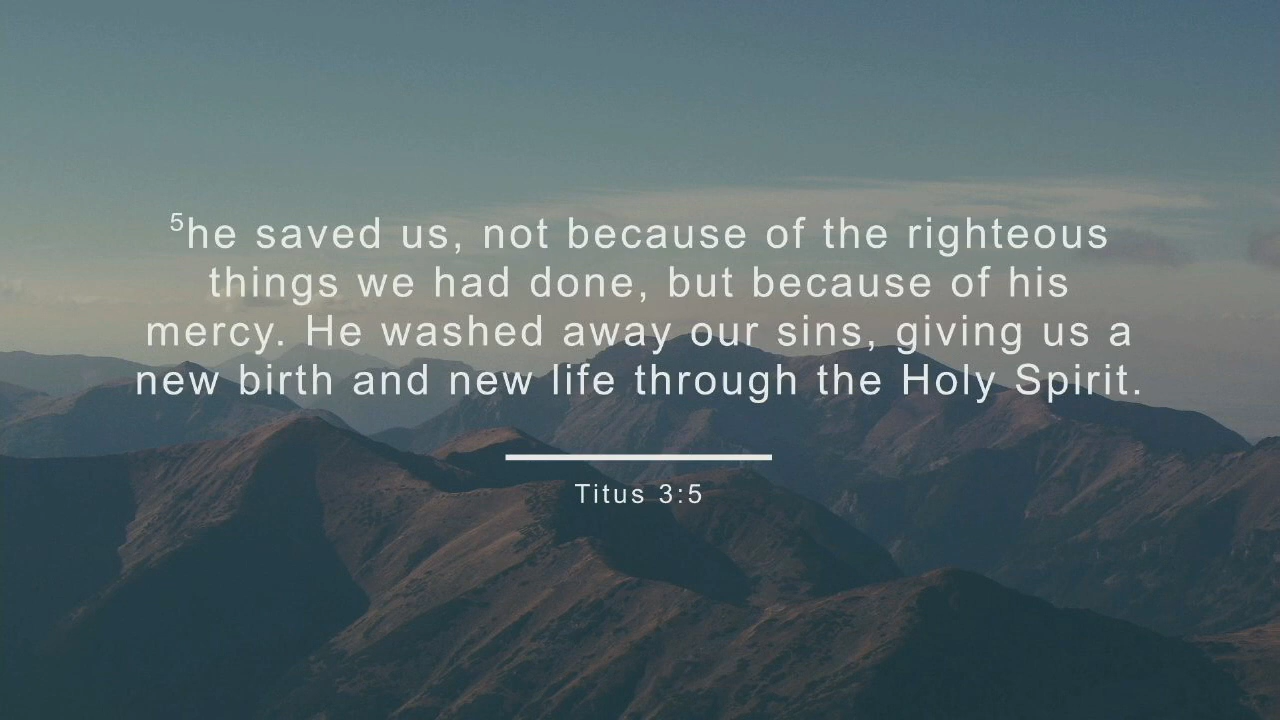 ⁵he saved us, not because of the righteous
things we had done, but because of his
mercy. He washed away our sins, giving us a
new birth and new life through the Holy Spirit.
Titus 3:5